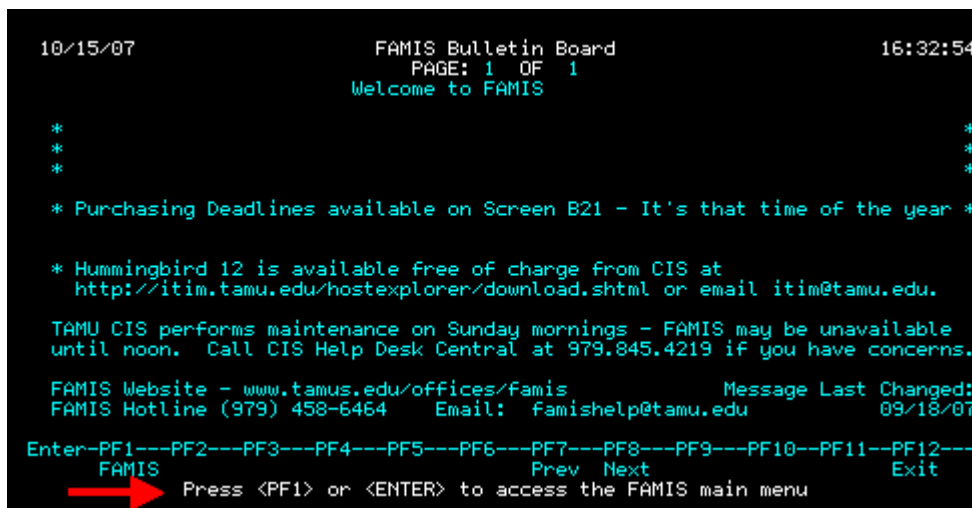 10/15/07 FAMIS Bulletin Board 16:32:54
PAGE: 1 OF 1
Welcome to FAMIS
* *
* *
* *
* Purchasing Deadlines available on Screen B21 - It's that time of the year *
* Hummingbird 12 is available free of charge from CIS at
http://itim.tamu.edu/hostexplorer/download.shtml or email itim@tamu.edu.
TAMU CIS performs maintenance on Sunday mornings - FAMIS may be unavailable
until noon. Call CIS Help Desk Central at 979.845.4219 if you have concerns.
FAMIS Website - www.tamus.edu/offices/famis Message Last Changed:
FAMIS Hotline (979) 458-6464 Email: famishelp@tamu.edu 09/18/07
Enter-PF1---PF2---PF3---PF4---PF5---PF6---PF7---PF8---PF9---PF10--PF11--PF12---
FAMIS Prev Next Exit
Press <PF1> or <ENTER> to access the FAMIS main menu